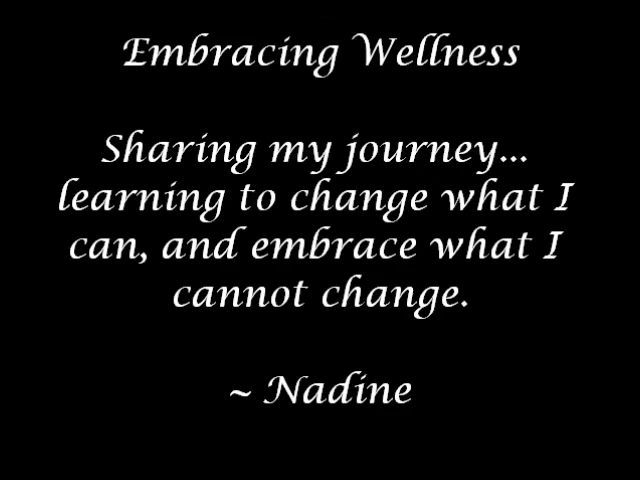 Embracing Wellness
Sharing my journey...
learning to change what I
can, and embrace what I
cannot change.
~ Nadine